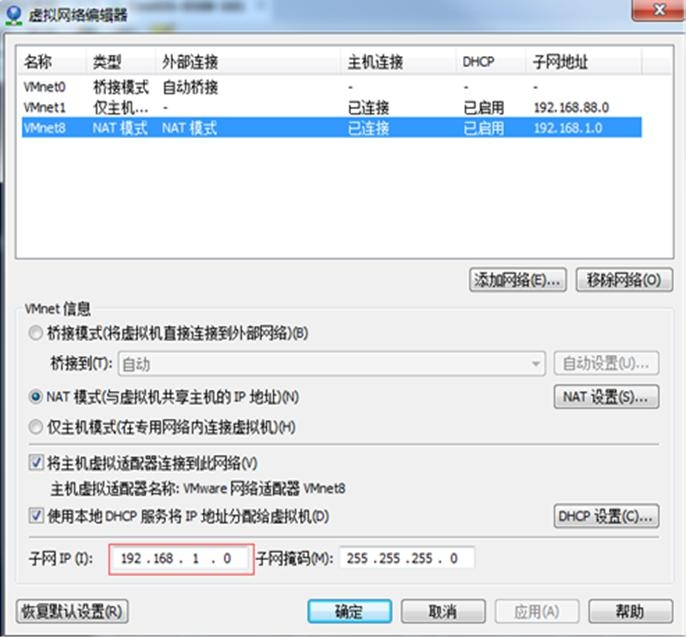 虚拟网络编辑器
名称 类型 外部连接 主机连接 DHCP 子网地址
VMnet0 桥接模式 自动桥接 - - -
VMnet1 仅主机... - 已连接 已启用 192.168.88.0
VMnet8 NAT 模式 NAT 模式 已连接 已启用 192.168.1.0
添加网络(E)... 移除网络(O)
VMnet 信息
桥接模式(将虚拟机直接连接到外部网络)(B)
桥接到(T): 自动 自动设置(U)...
NAT 模式(与虚拟机共享主机的 IP 地址)(N) NAT 设置(S)...
仅主机模式(在专用网络内连接虚拟机)(H)
将主机虚拟适配器连接到此网络(V)
主机虚拟适配器名称: VMware 网络适配器 VMnet8
使用本地 DHCP 服务将 IP 地址分配给虚拟机(D) DHCP 设置(C)...
子网 IP (I): 192 .168 . 1 . 0 子网掩码(M): 255 .255 .255 . 0
恢复默认设置(R) 确定 取消 应用(A) 帮助